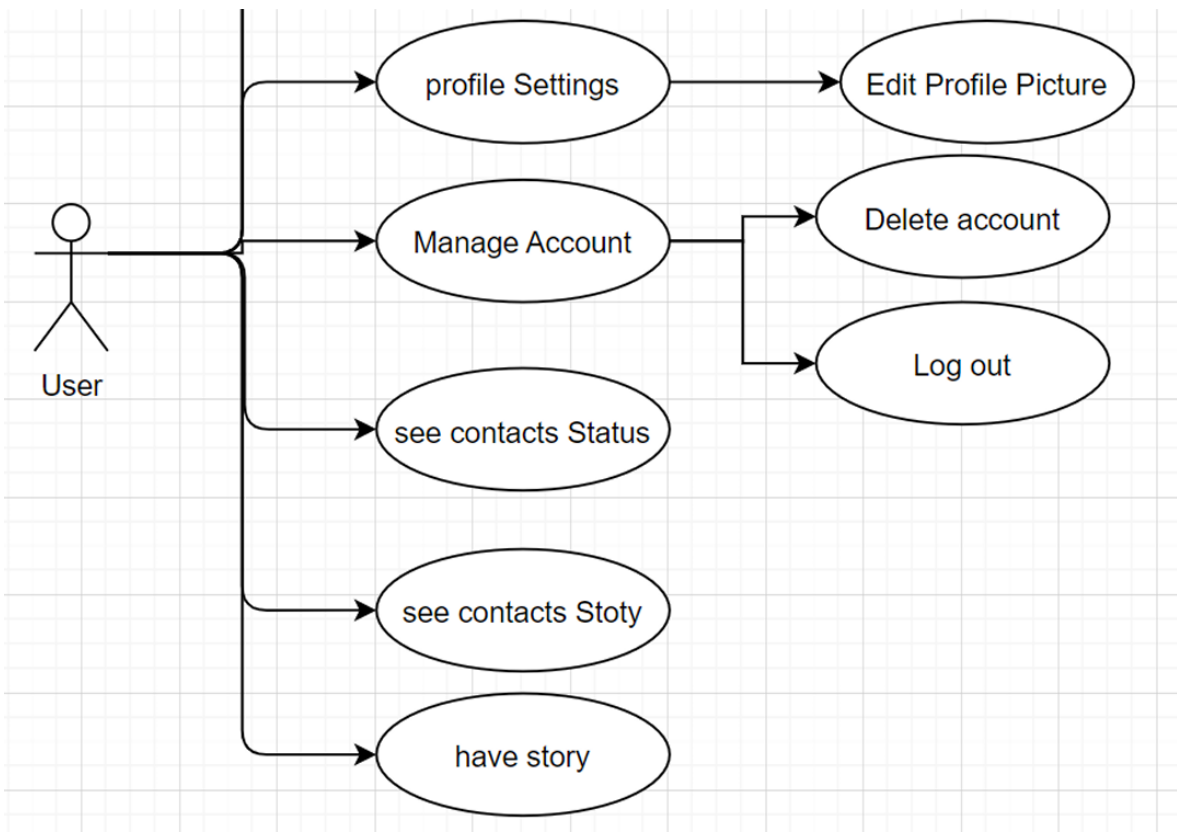 profile Settings
Edit Profile Picture
Manage Account
Delete account
Log out
User
see contacts Status
see contacts Stoty
have story